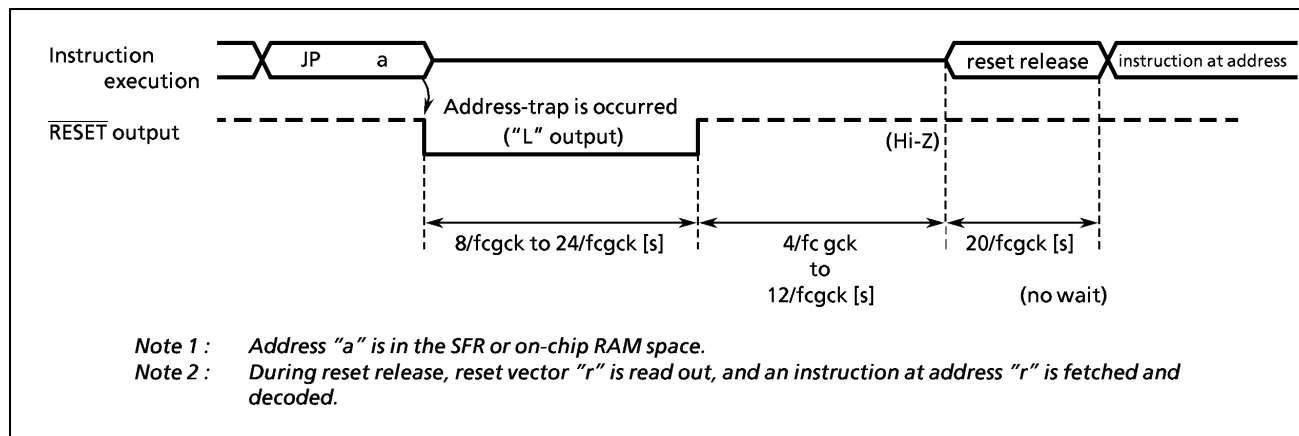 Instruction execution
JP a
reset release
instruction at address
RESET output
Address-trap is occurred
("L" output)
(Hi-Z)
8/fcgck to 24/fcgck [s]
4/fc gck
to
12/fcgck [s]
20/fcgck [s]
(no wait)
Note 1 : Address "a" is in the SFR or on-chip RAM space.
Note 2 : During reset release, reset vector "r" is read out, and an instruction at address "r" is fetched and
decoded.